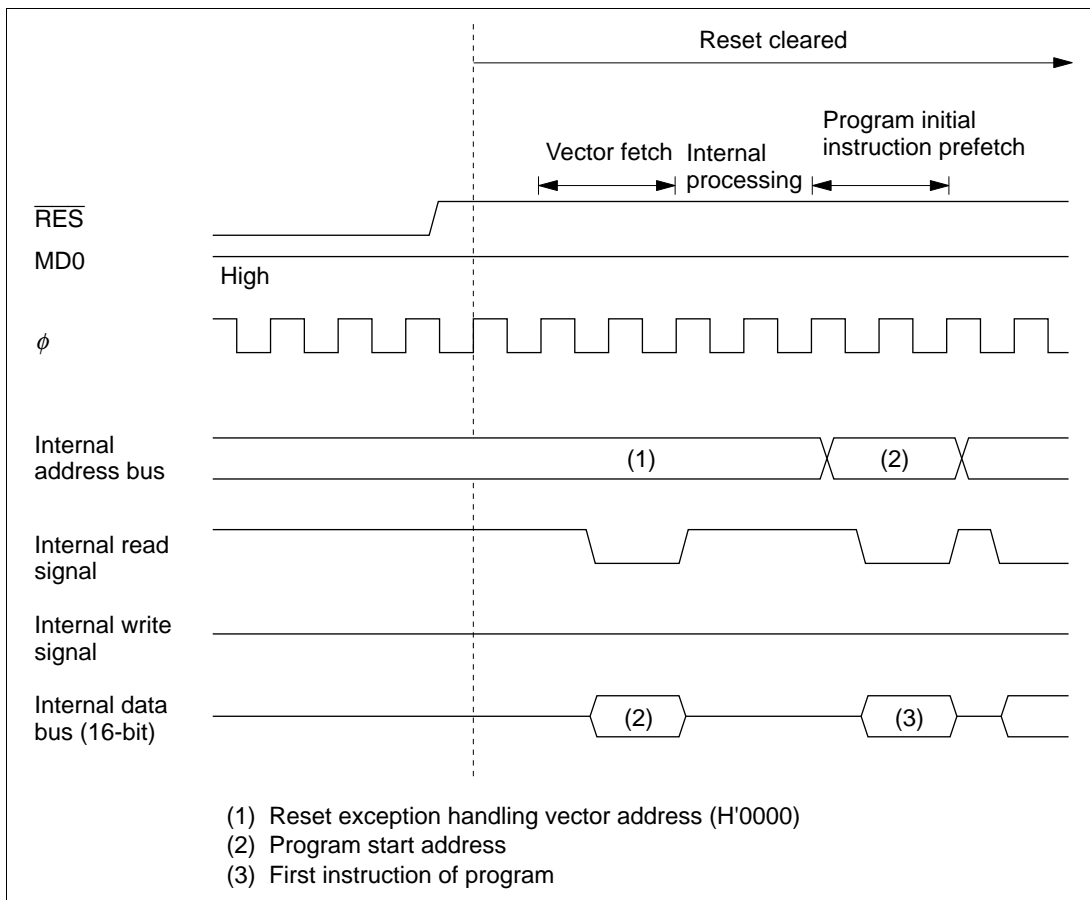 Reset cleared
Program initial
instruction prefetch
Vector fetch
Internal
processing
RES
MD0
High
ϕ
Internal
address bus
(1)
(2)
Internal read
signal
Internal write
signal
Internal data
bus (16-bit)
(2)
(3)
(1) Reset exception handling vector address (H'0000)
(2) Program start address
(3) First instruction of program